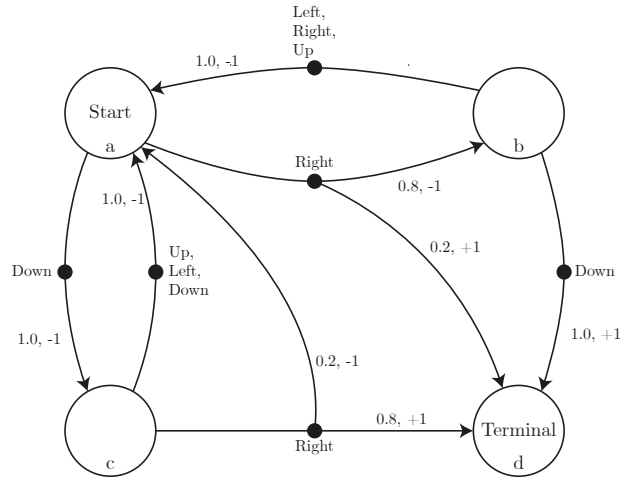 Left,
Right,
Up
1.0, -1
Start
a
b
Right
0.8, -1
1.0, -1
0.2, +1
Down
Up,
Left,
Down
Down
1.0, -1
1.0, +1
0.2, -1
0.8, +1
Right
Terminal
c
d